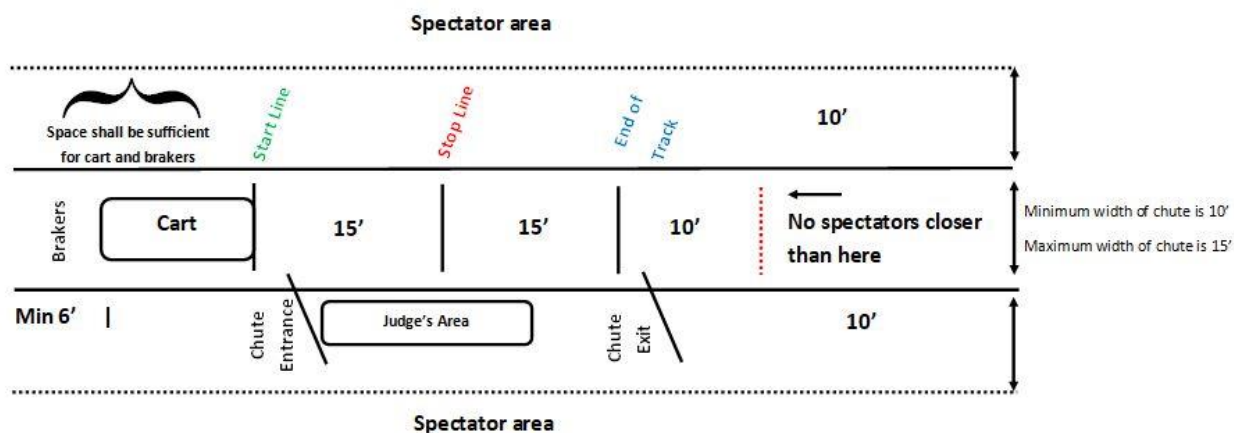 Spectator area
Space shall be sufficient
for cart and brakers
Start Line
Stop Line
End of
Track
10’
Brakers
Cart
15’
15’
10’
No spectators closer
than here
Minimum width of chute is 10’
Maximum width of chute is 15’
Min 6’
Chute
Entrance
Judge’s Area
Chute
Exit
10’
Spectator area